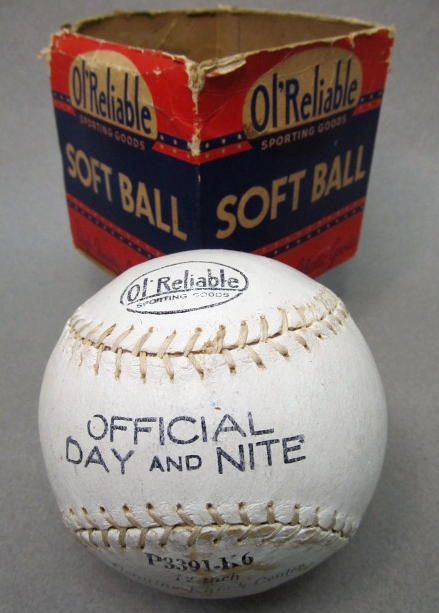 Ol' Reliable
SPORTING GOODS
SOFT BALL
Ol' Reliable
SPORTING GOODS
SOFT BALL
Ol' Reliable
SPORTING GOODS
OFFICIAL
DAY AND NITE
P3391-K6
12 inch
Center